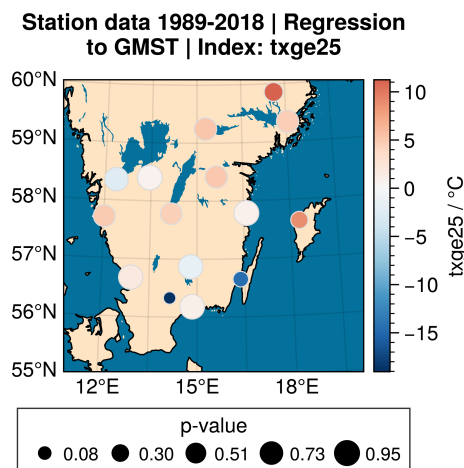 Station data 1989-2018 | Regression
to GMST | Index: txge25
60°N
59°N
58°N
57°N
56°N
55°N
12°E 15°E 18°E
10
5
0
−5
−10
−15
txge25 / °C
p-value
0.08 0.30 0.51 0.73 0.95